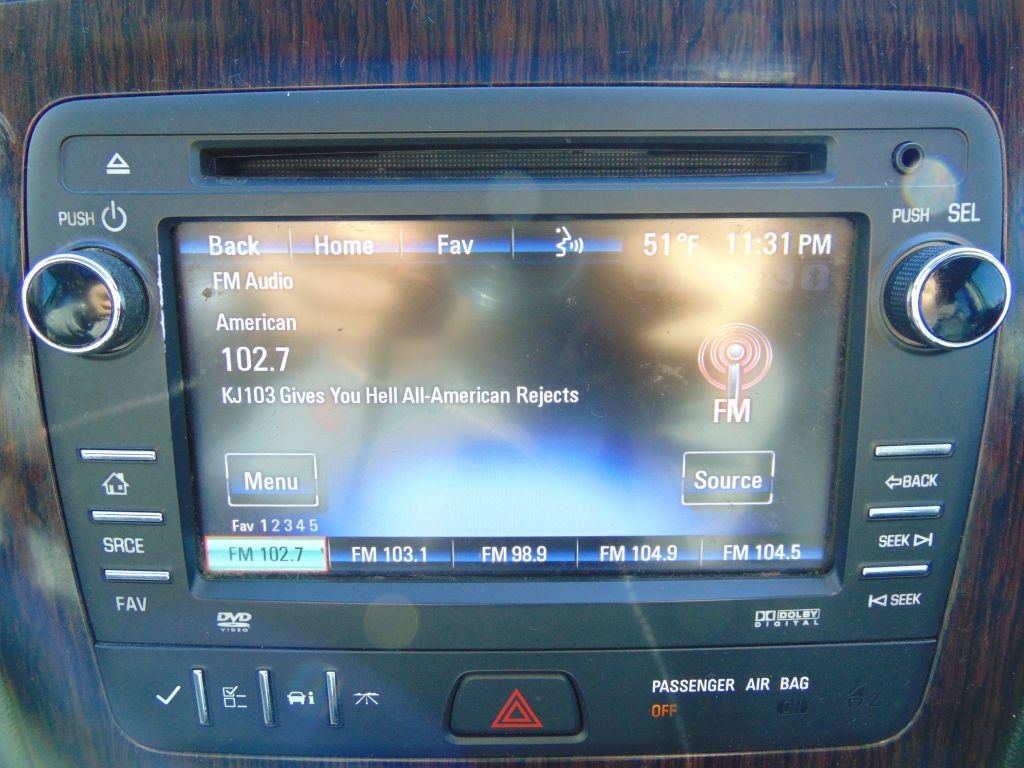 PUSH
PUSH SEL
Back Home Fav 51°F 11:31 PM
FM Audio
American
102.7
KJ103 Gives You Hell All-American Rejects
FM
Menu
Source
BACK
Fav 1 2 3 4 5
SRCE
SEEK
FM 102.7 FM 103.1 FM 98.9 FM 104.9 FM 104.5
FAV
SEEK
DVD
VIDEO
DOLBY
DIGITAL
PASSENGER AIR BAG
OFF ON
2